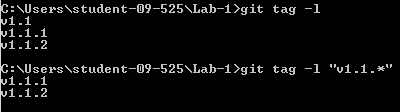 C:\Users\student-09-525\Lab-1>git tag -l
v1.1
v1.1.1
v1.1.2
C:\Users\student-09-525\Lab-1>git tag -l "v1.1.*"
v1.1.1
v1.1.2